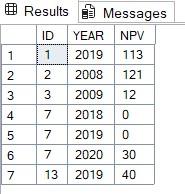 Results Messages
ID YEAR NPV
1 1 2019 113
2 2 2008 121
3 3 2009 12
4 7 2018 0
5 7 2019 0
6 7 2020 30
7 13 2019 40